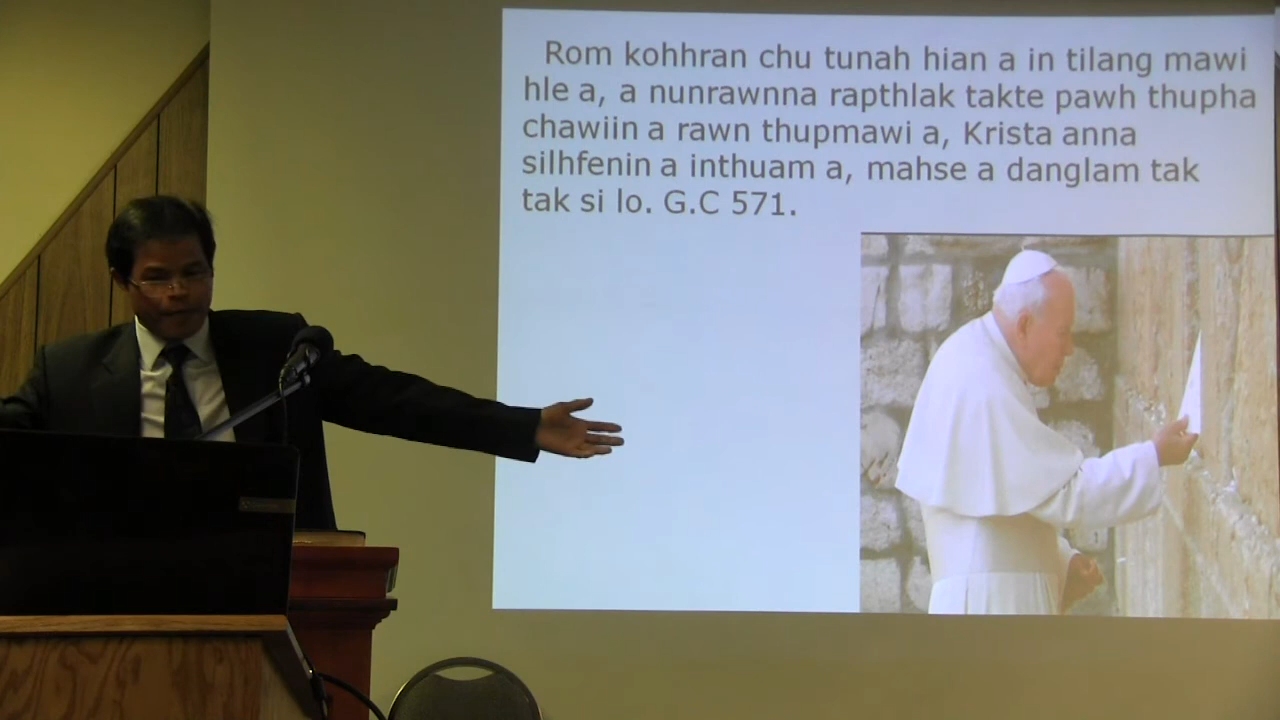 Rom kohhran chu tunah hian a in tilang mawi
hle a, a nunrawnna rapthlak takte pawh thupha
chawiin a rawn thupmawi a, Krista anna
silhfenin a inthuam a, mahse a danglam tak
tak si lo. G.C 571.